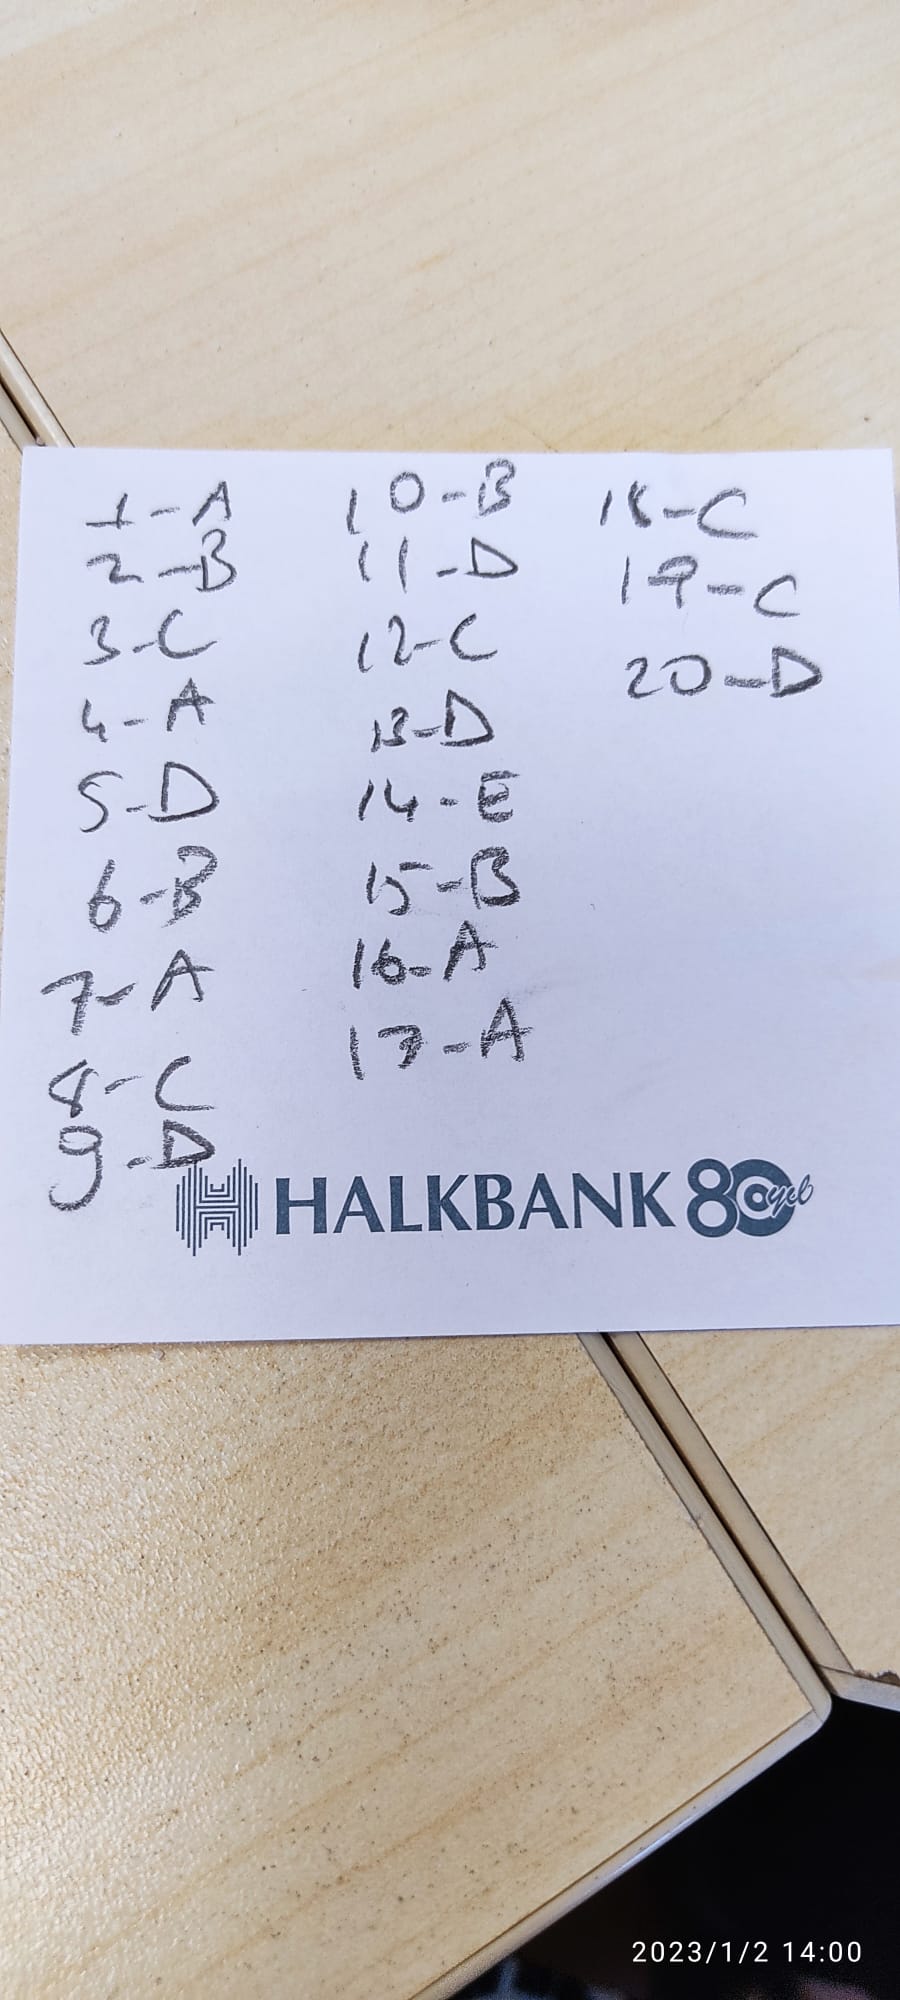 1-A
2-B
3-C
4-A
5-D
6-B
7-A
8-C
9-D
10-B
11-D
12-C
13-D
14-E
15-B
16-A
17-A
18-C
19-C
20-D
HALKBANK 80 yıl
2023/1/2 14:00